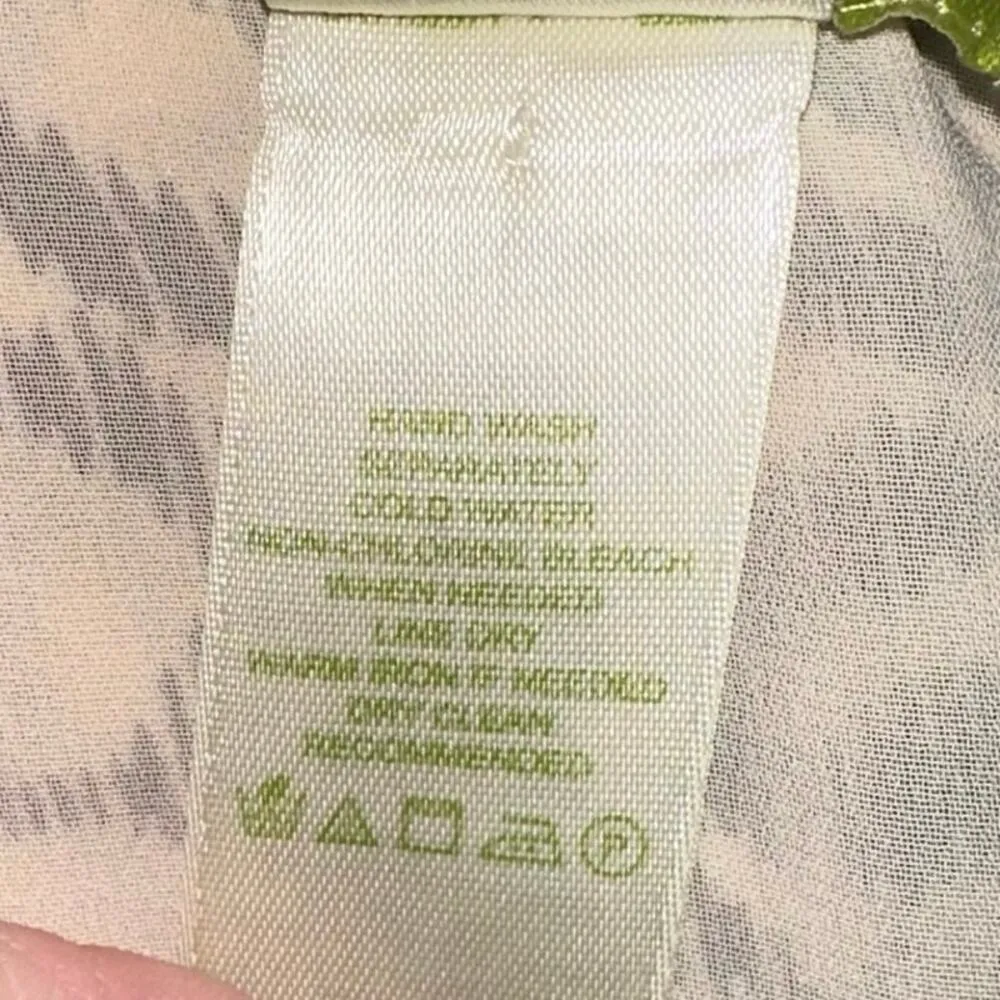 HAND WASH
SEPARATELY
COLD WATER
NON-CHLORINE BLEACH
WHEN NEEDED
LINE DRY
WARM IRON IF NEEDED
DRY CLEAN
RECOMMENDED
P